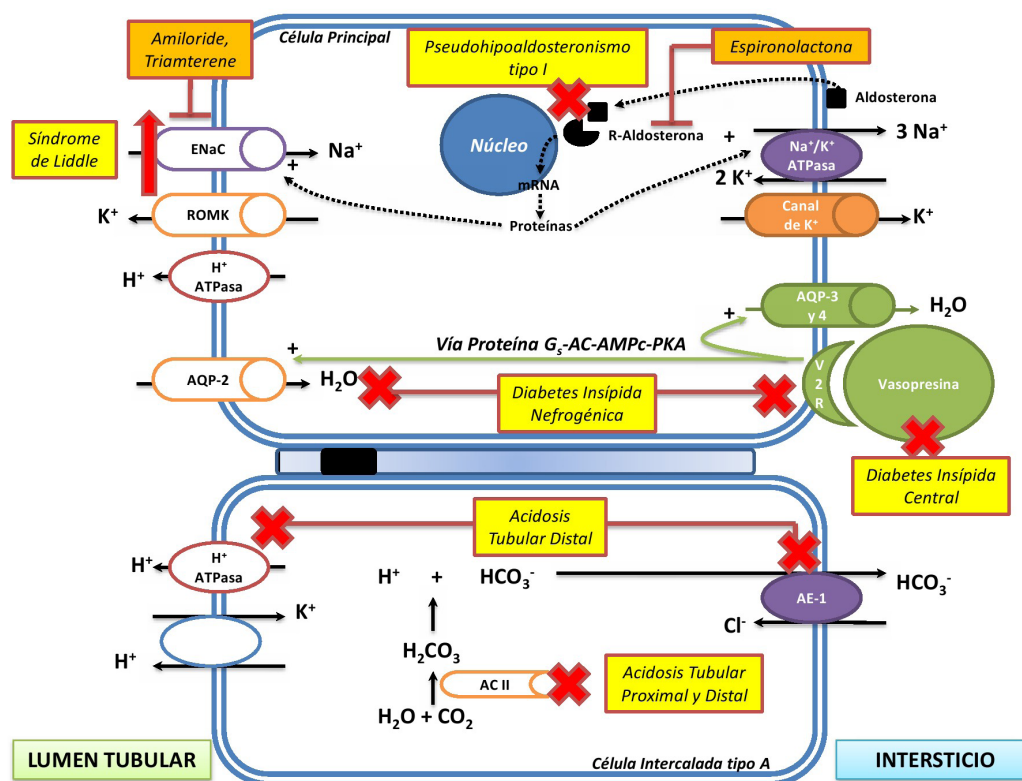 Célula Principal
Amiloride,
Triamterene
Pseudohipoaldosteronismo
tipo I
Espironolactona
Aldosterona
R-Aldosterona
Síndrome
de Liddle
ENaC
Na⁺
+
Núcleo
mRNA
Proteínas
+
3 Na⁺
Na⁺/K⁺
ATPasa
2 K⁺
K⁺
ROMK
Canal
de K⁺
K⁺
H⁺
H⁺
ATPasa
AQP-3
y 4
H₂O
+
Vía Proteína Gₛ-AC-AMPc-PKA
+
AQP-2
H₂O
Diabetes Insípida
Nefrogénica
V
2
R
Vasopresina
Diabetes Insípida
Central
Acidosis
Tubular Distal
H⁺
H⁺
ATPasa
H⁺ + HCO₃⁻
HCO₃⁻
AE-1
Cl⁻
K⁺
H⁺
H₂CO₃
AC II
Acidosis Tubular
Proximal y Distal
H₂O + CO₂
LUMEN TUBULAR
Célula Intercalada tipo A
INTERSTICIO